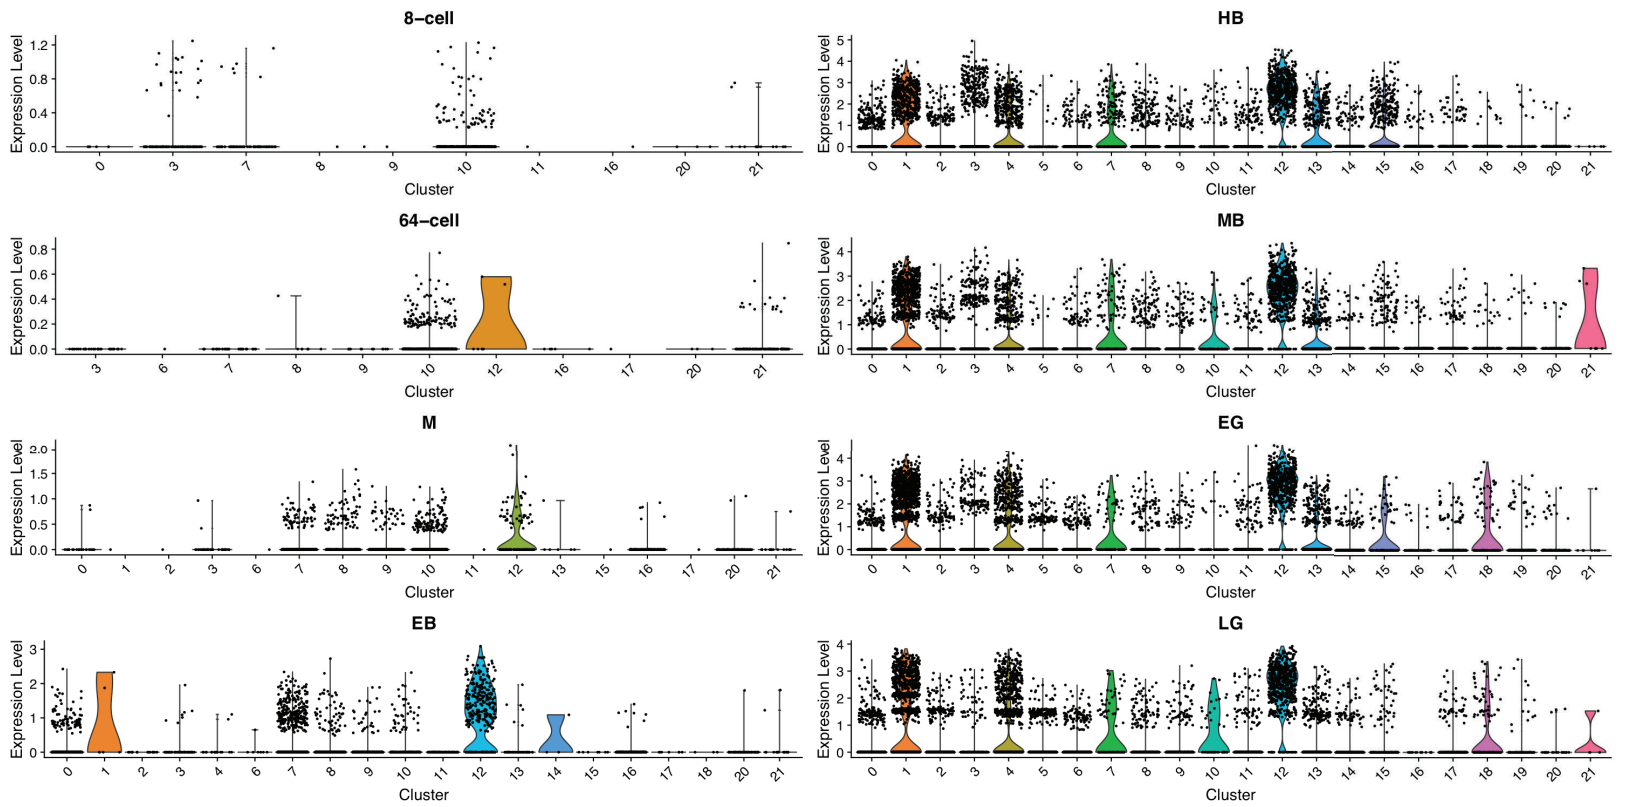 8−cell
Expression Level
1.2
0.8
0.4
0.0
0 3 7 8 9 10 11 16 20 21
Cluster
HB
Expression Level
5
4
3
2
1
0
0 1 2 3 4 5 6 7 8 9 10 11 12 13 14 15 16 17 18 19 20 21
Cluster
64−cell
Expression Level
0.8
0.6
0.4
0.2
0.0
3 6 7 8 9 10 12 16 17 20 21
Cluster
MB
Expression Level
4
3
2
1
0
0 1 2 3 4 5 6 7 8 9 10 11 12 13 14 15 16 17 18 19 20 21
Cluster
M
Expression Level
2.0
1.5
1.0
0.5
0.0
0 1 2 3 6 7 8 9 10 11 12 13 15 16 17 20 21
Cluster
EG
Expression Level
4
3
2
1
0
0 1 2 3 4 5 6 7 8 9 10 11 12 13 14 15 16 17 18 19 20 21
Cluster
EB
Expression Level
3
2
1
0
0 1 2 3 4 6 7 8 9 10 11 12 13 14 15 16 17 18 20 21
Cluster
LG
Expression Level
4
3
2
1
0
0 1 2 3 4 5 6 7 8 9 10 11 12 13 14 15 16 17 18 19 20 21
Cluster